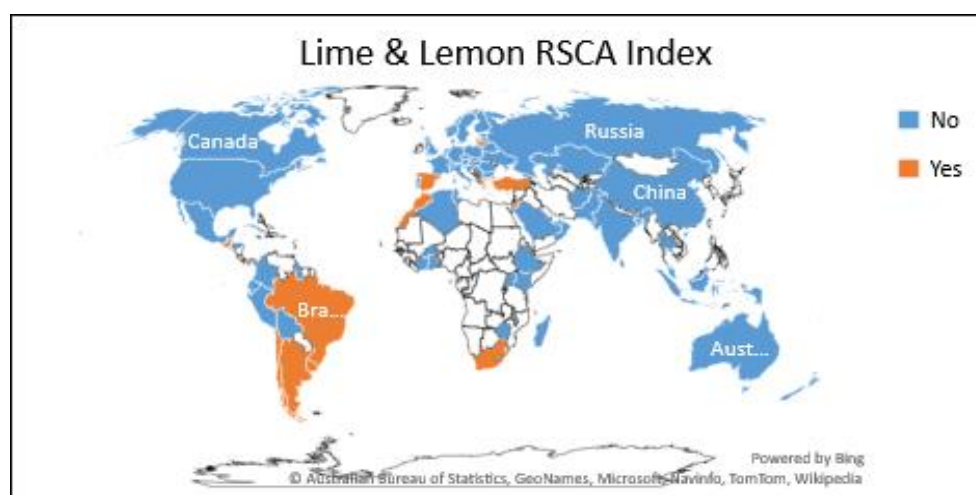 Lime & Lemon RSCA Index
No
Yes
Canada
Russia
China
Bra...
Aust...
Powered by Bing
© Australian Bureau of Statistics, GeoNames, Microsoft, Navinfo, TomTom, Wikipedia